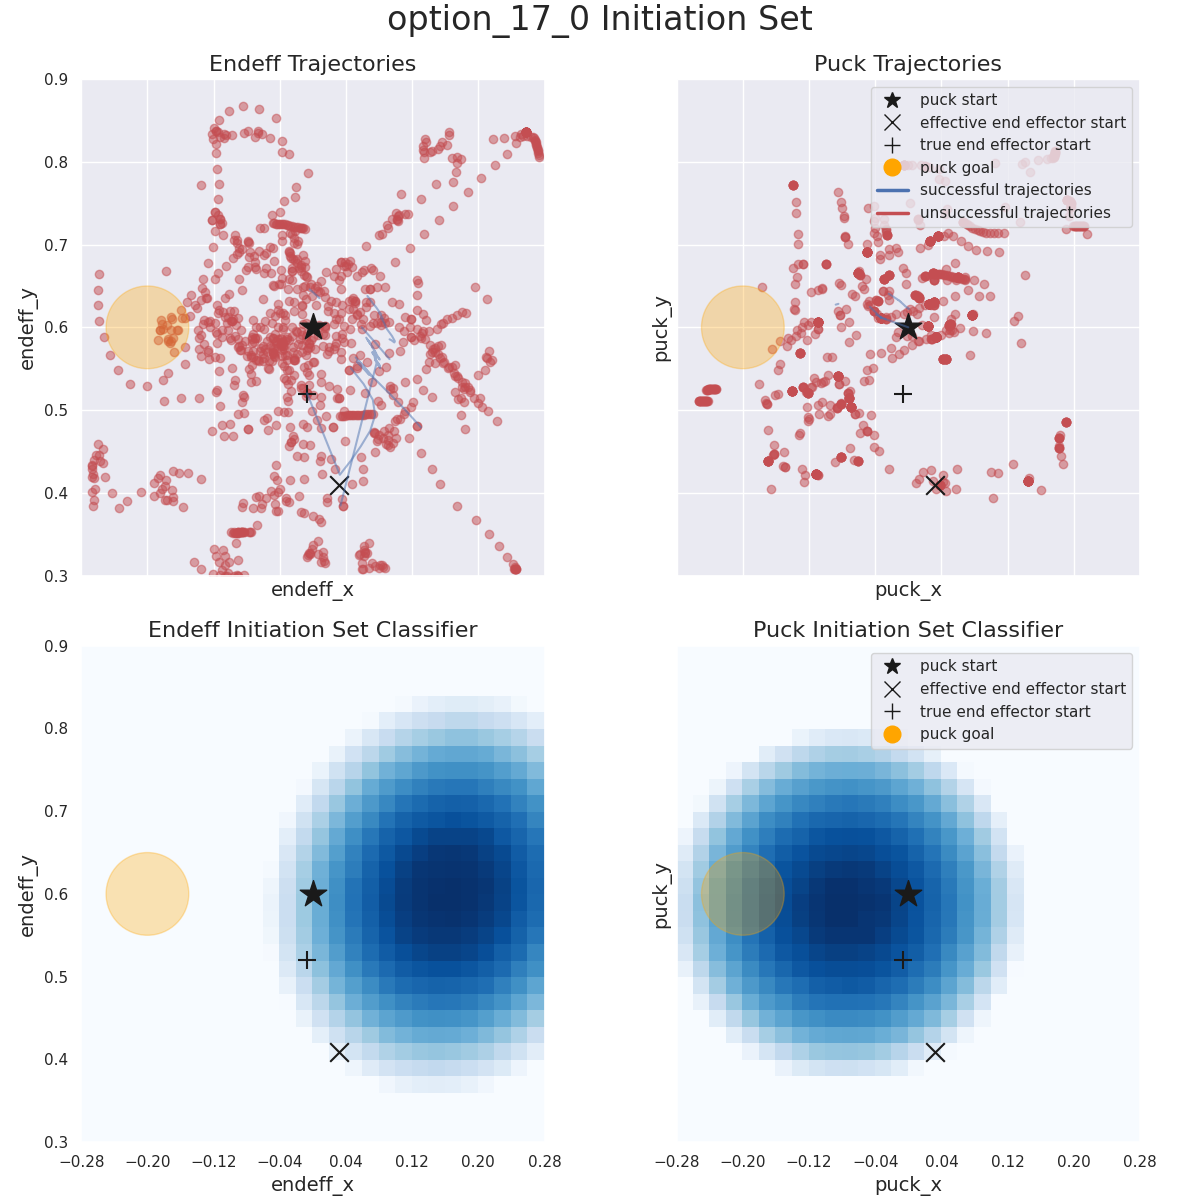 option_17_0 Initiation Set
Endeff Trajectories
Puck Trajectories
0.9
0.8
0.7
0.6
0.5
0.4
0.3
endeff_y
endeff_x
puck start
effective end effector start
true end effector start
puck goal
successful trajectories
unsuccessful trajectories
puck_y
puck_x
Endeff Initiation Set Classifier
Puck Initiation Set Classifier
0.9
0.8
0.7
0.6
0.5
0.4
0.3
endeff_y
−0.28 −0.20 −0.12 −0.04 0.04 0.12 0.20 0.28
endeff_x
puck start
effective end effector start
true end effector start
puck goal
puck_y
−0.28 −0.20 −0.12 −0.04 0.04 0.12 0.20 0.28
puck_x